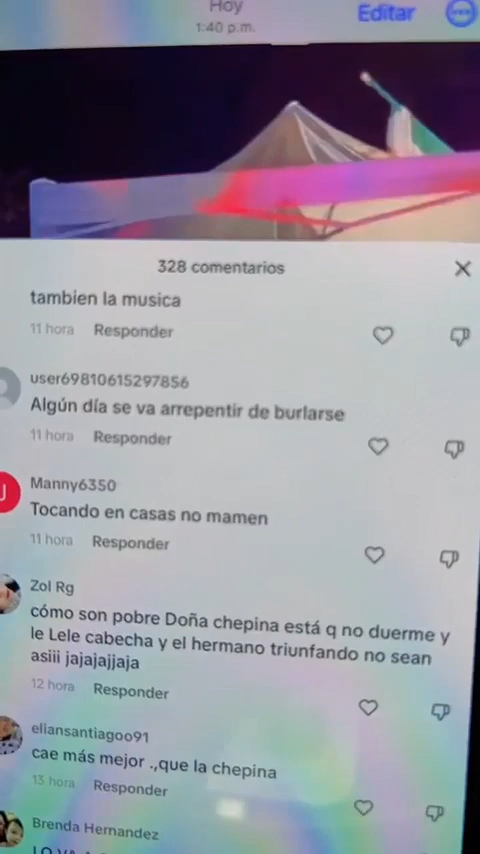 Hoy
Editar
1:40 p.m.
328 comentarios
tambien la musica
11 hora Responder
user69810615297856
Algún día se va arrepentir de burlarse
11 hora Responder
Manny6350
Tocando en casas no mamen
11 hora Responder
Zol Rg
cómo son pobre Doña chepina está q no duerme y
le Lele cabecha y el hermano triunfando no sean
asiii jajajajjaja
12 hora Responder
eliansantiagoo91
cae más mejor .,que la chepina
13 hora Responder
Brenda Hernandez